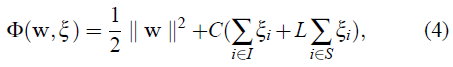 Φ(w,ξ) = 1/2 ‖ w ‖² +C(∑_{i∈I} ξ_i +L ∑_{i∈S} ξ_i), (4)